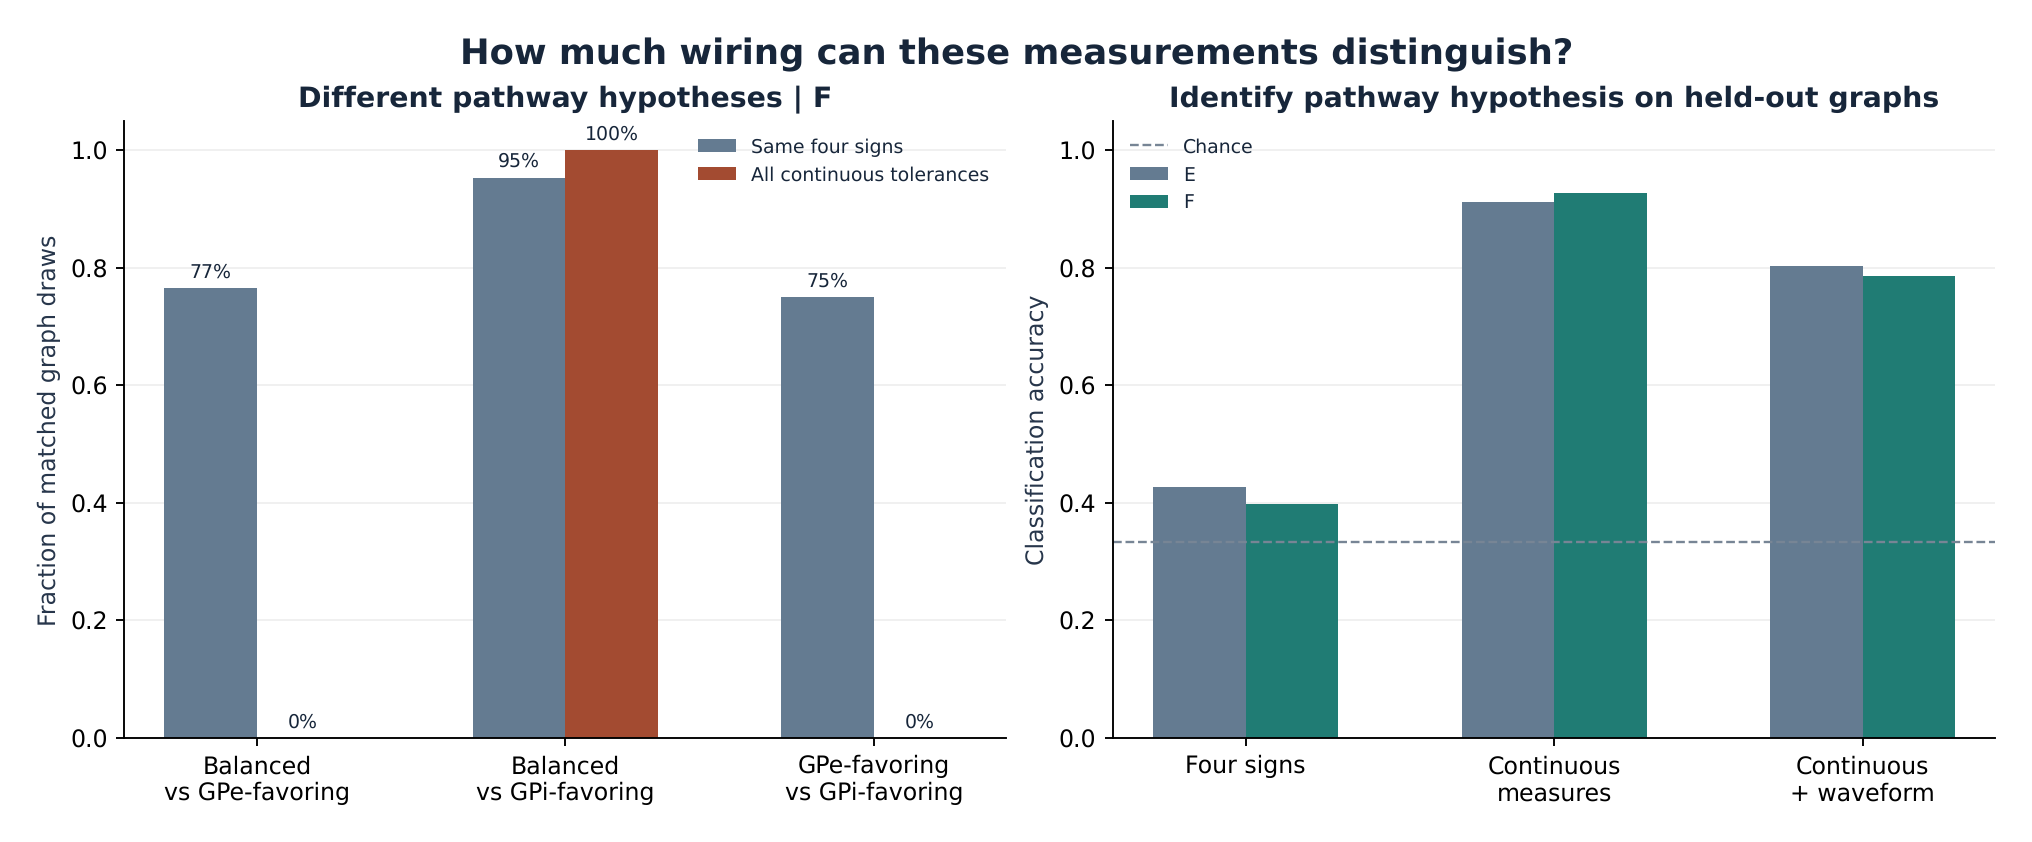 How much wiring can these measurements distinguish?
Different pathway hypotheses | F
Fraction of matched graph draws
1.0
0.8
0.6
0.4
0.2
0.0
Same four signs
All continuous tolerances
77%
0%
95%
100%
75%
0%
Balanced
vs GPe-favoring
Balanced
vs GPi-favoring
GPe-favoring
vs GPi-favoring
Identify pathway hypothesis on held-out graphs
Classification accuracy
1.0
0.8
0.6
0.4
0.2
0.0
Chance
E
F
Four signs
Continuous
measures
Continuous
+ waveform